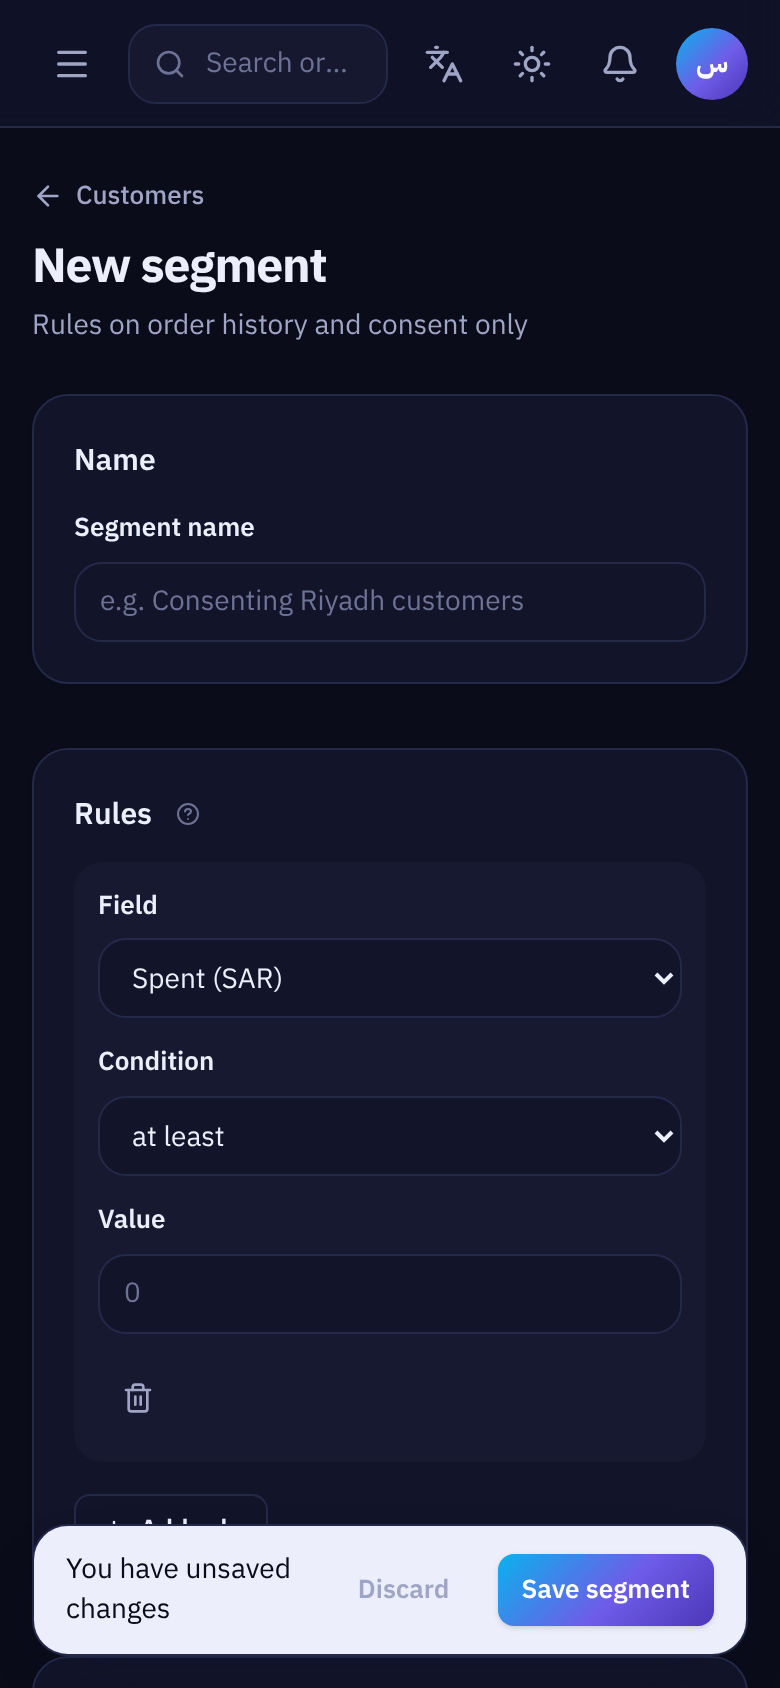 Search or...
س
Customers
New segment
Rules on order history and consent only
Name
Segment name
e.g. Consenting Riyadh customers
Rules
Field
Spent (SAR)
Condition
at least
Value
0
You have unsaved
changes
Discard
Save segment